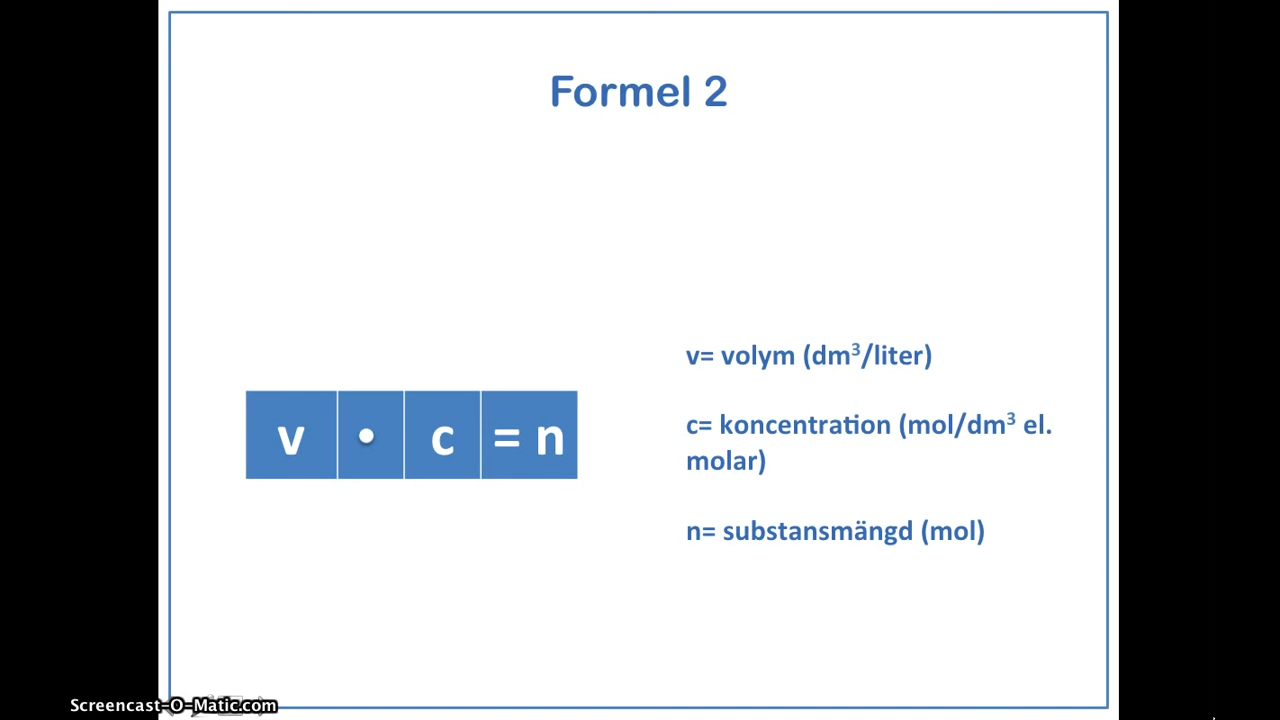 Formel 2
v • c = n
v= volym (dm³/liter)
c= koncentration (mol/dm³ el.
molar)
n= substansmängd (mol)
Screencast-O-Matic.com